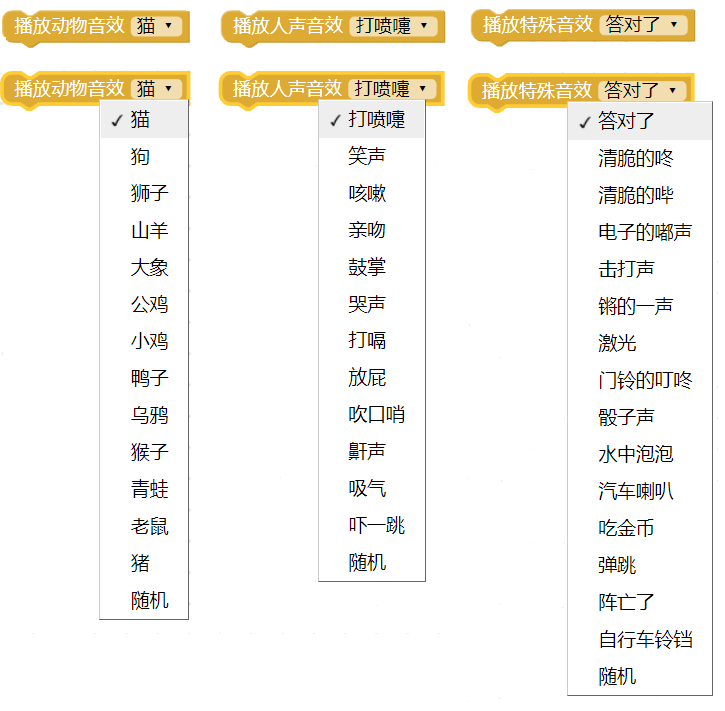 播放动物音效 猫
播放人声音效 打喷嚏
播放特殊音效 答对了
播放动物音效 猫
猫
狗
狮子
山羊
大象
公鸡
小鸡
鸭子
乌鸦
猴子
青蛙
老鼠
猪
随机
播放人声音效 打喷嚏
打喷嚏
笑声
咳嗽
亲吻
鼓掌
哭声
打嗝
放屁
吹口哨
鼾声
吸气
吓一跳
随机
播放特殊音效 答对了
答对了
清脆的咚
清脆的哔
电子的嘟声
击打声
锵的一声
激光
门铃的叮咚
骰子声
水中泡泡
汽车喇叭
吃金币
弹跳
阵亡了
自行车铃铛
随机